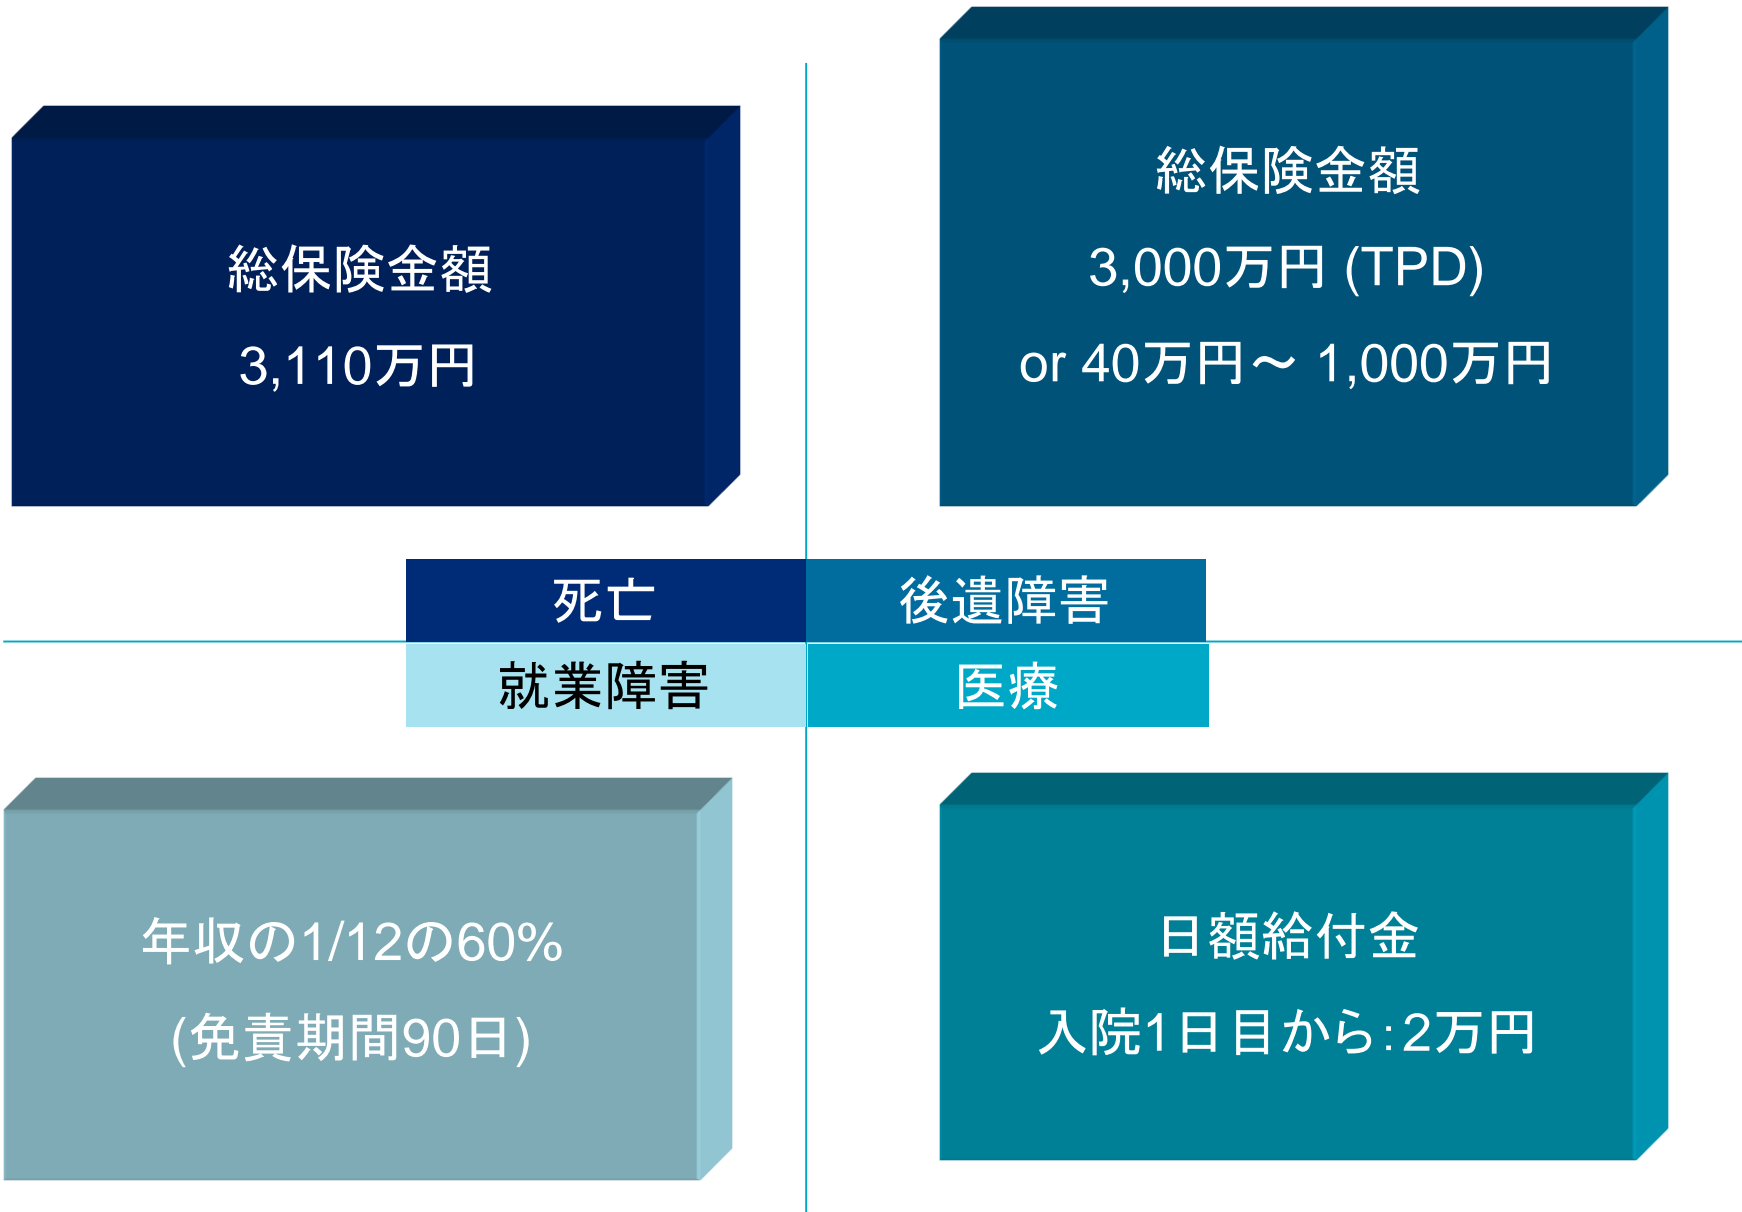 総保険金額
3,110万円
総保険金額
3,000万円 (TPD)
or 40万円～ 1,000万円
死亡
後遺障害
就業障害
医療
年収の1/12の60%
(免責期間90日)
日額給付金
入院1日目から：2万円